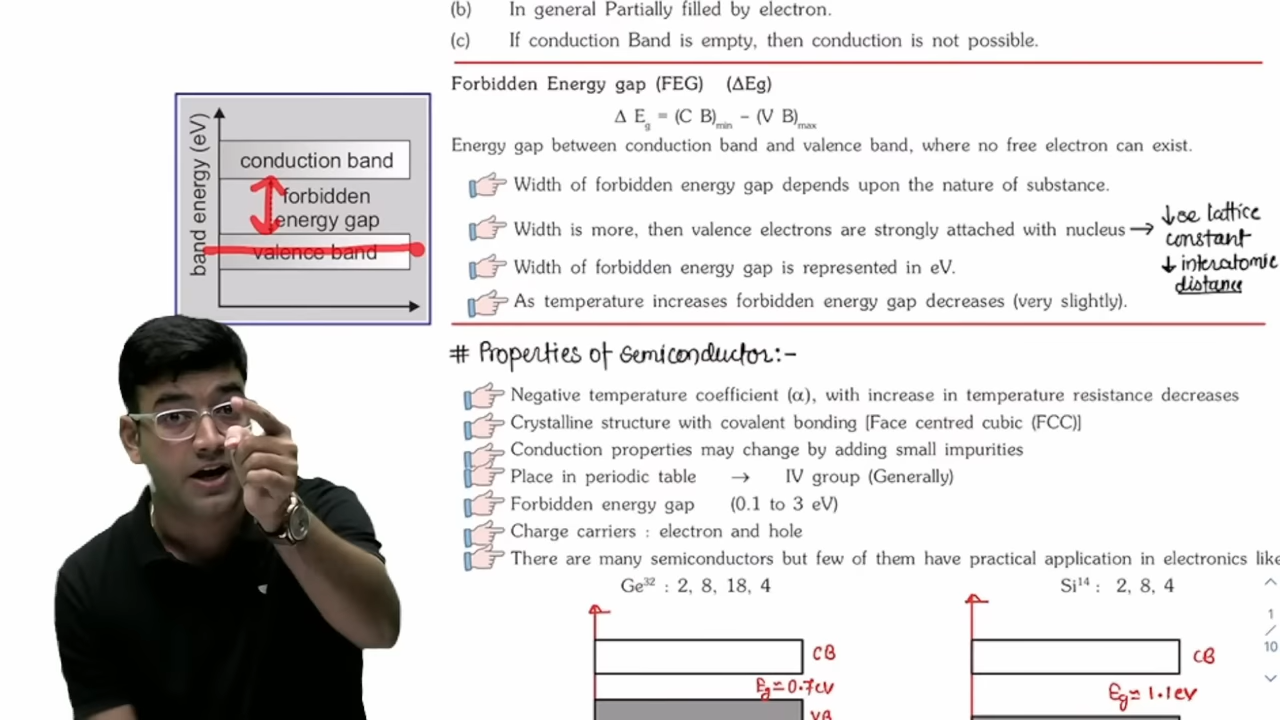 (b) In general Partially filled by electron.
(c) If conduction Band is empty, then conduction is not possible.
Forbidden Energy gap (FEG) (ΔEg)
Δ E_g = (C B)_min – (V B)_max
Energy gap between conduction band and valence band, where no free electron can exist.
Width of forbidden energy gap depends upon the nature of substance.
Width is more, then valence electrons are strongly attached with nucleus → ↓se lattice
constant
↓ interatomic
distance
Width of forbidden energy gap is represented in eV.
As temperature increases forbidden energy gap decreases (very slightly).
band energy (eV)
conduction band
forbidden
energy gap
valence band
# Properties of Semiconductor:-
Negative temperature coefficient (α), with increase in temperature resistance decreases
Crystalline structure with covalent bonding [Face centred cubic (FCC)]
Conduction properties may change by adding small impurities
Place in periodic table → IV group (Generally)
Forbidden energy gap (0.1 to 3 eV)
Charge carriers : electron and hole
There are many semiconductors but few of them have practical application in electronics like
Ge³² : 2, 8, 18, 4
Si¹⁴ : 2, 8, 4
CB
Eg≈0.7eV
VB
CB
Eg≈1.1eV
1
/
10